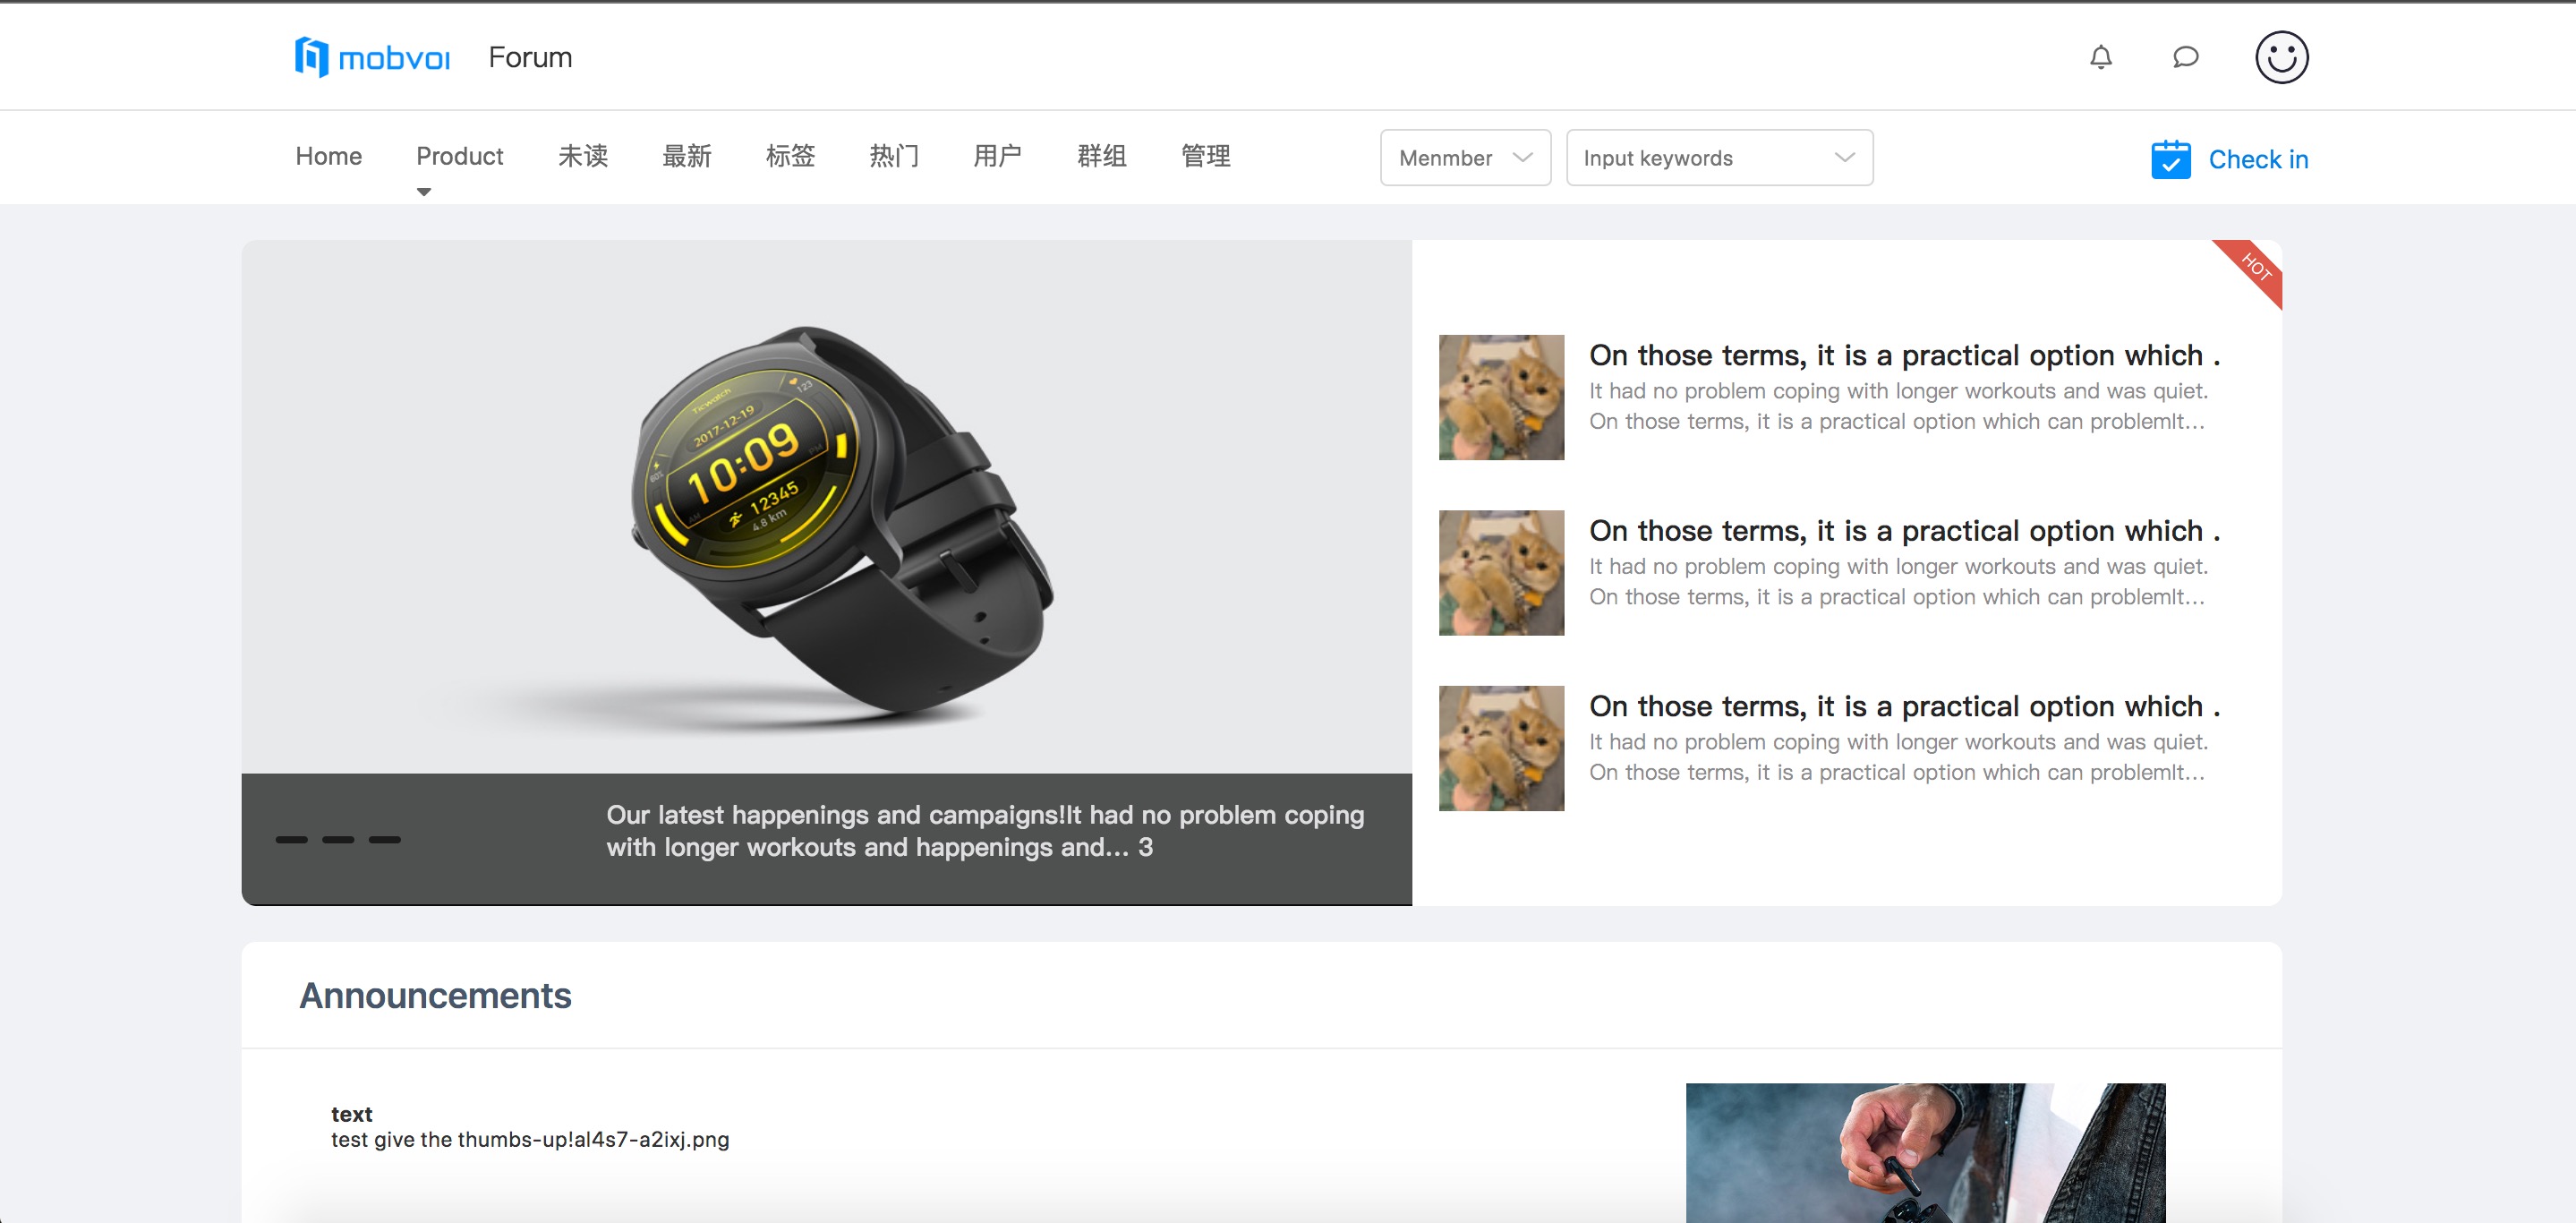 mobvoi Forum
Home Product 未读 最新 标签 热门 用户 群组 管理 Menmber Input keywords Check in
HOT
Ticwatch
123
2017-12-19
10:09
80%
AM
PM
12345
4.8 km
Our latest happenings and campaigns!It had no problem coping
with longer workouts and happenings and... 3
On those terms, it is a practical option which .
It had no problem coping with longer workouts and was quiet.
On those terms, it is a practical option which can problemIt...
On those terms, it is a practical option which .
It had no problem coping with longer workouts and was quiet.
On those terms, it is a practical option which can problemIt...
On those terms, it is a practical option which .
It had no problem coping with longer workouts and was quiet.
On those terms, it is a practical option which can problemIt...
Announcements
text
test give the thumbs-up!al4s7-a2ixj.png